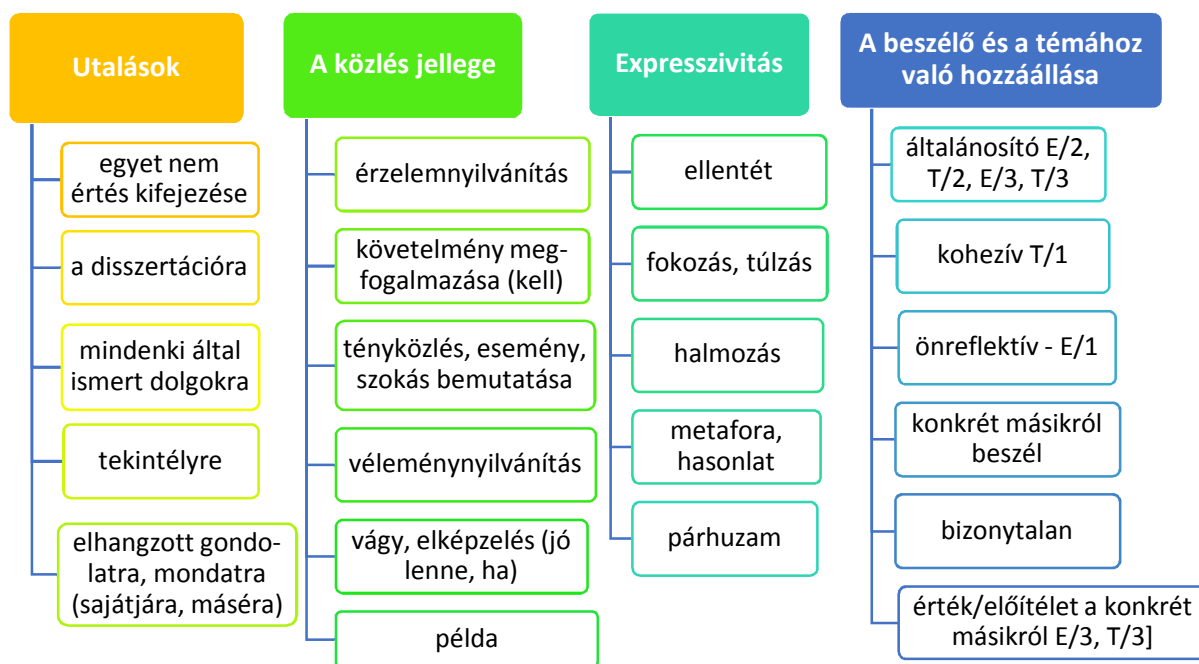 Utalások
egyet nem
értés kifejezése
a disszertációra
mindenki által
ismert dolgokra
tekintélyre
elhangzott gondo-
latra, mondatra
(sajátjára, máséra)
A közlés jellege
érzelemnyilvánítás
követelmény meg-
fogalmazása (kell)
tényközlés, esemény,
szokás bemutatása
véleménynyilvánítás
vágy, elképzelés (jó
lenne, ha)
példa
Expresszivitás
ellentét
fokozás, túlzás
halmozás
metafora,
hasonlat
párhuzam
A beszélő és a témához
való hozzáállása
általánosító E/2,
T/2, E/3, T/3
kohezív T/1
önreflektív - E/1
konkrét másikról
beszél
bizonytalan
érték/előítélet a konkrét
másikról E/3, T/3]